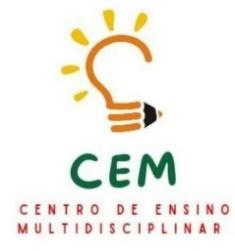 CEM
CENTRO DE ENSINO
MULTIDISCIPLINAR